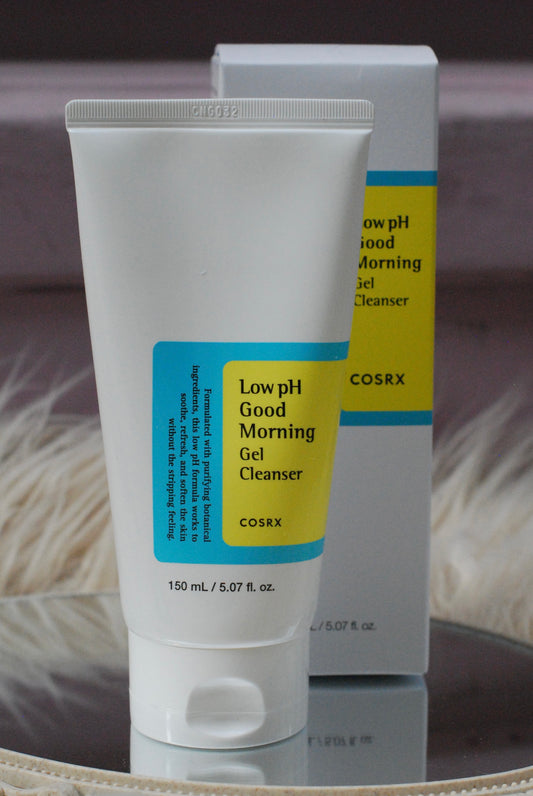 CNG032
Low pH
Good
Morning
Gel
Cleanser
COSRX
Formulated with purifying botanical
ingredients, this low pH formula works to
soothe, refresh, and soften the skin
without the stripping feeling.
150 mL / 5.07 fl. oz.
ow pH
Good
Morning
Gel
Cleanser
COSRX
L / 5.07 fl. oz.